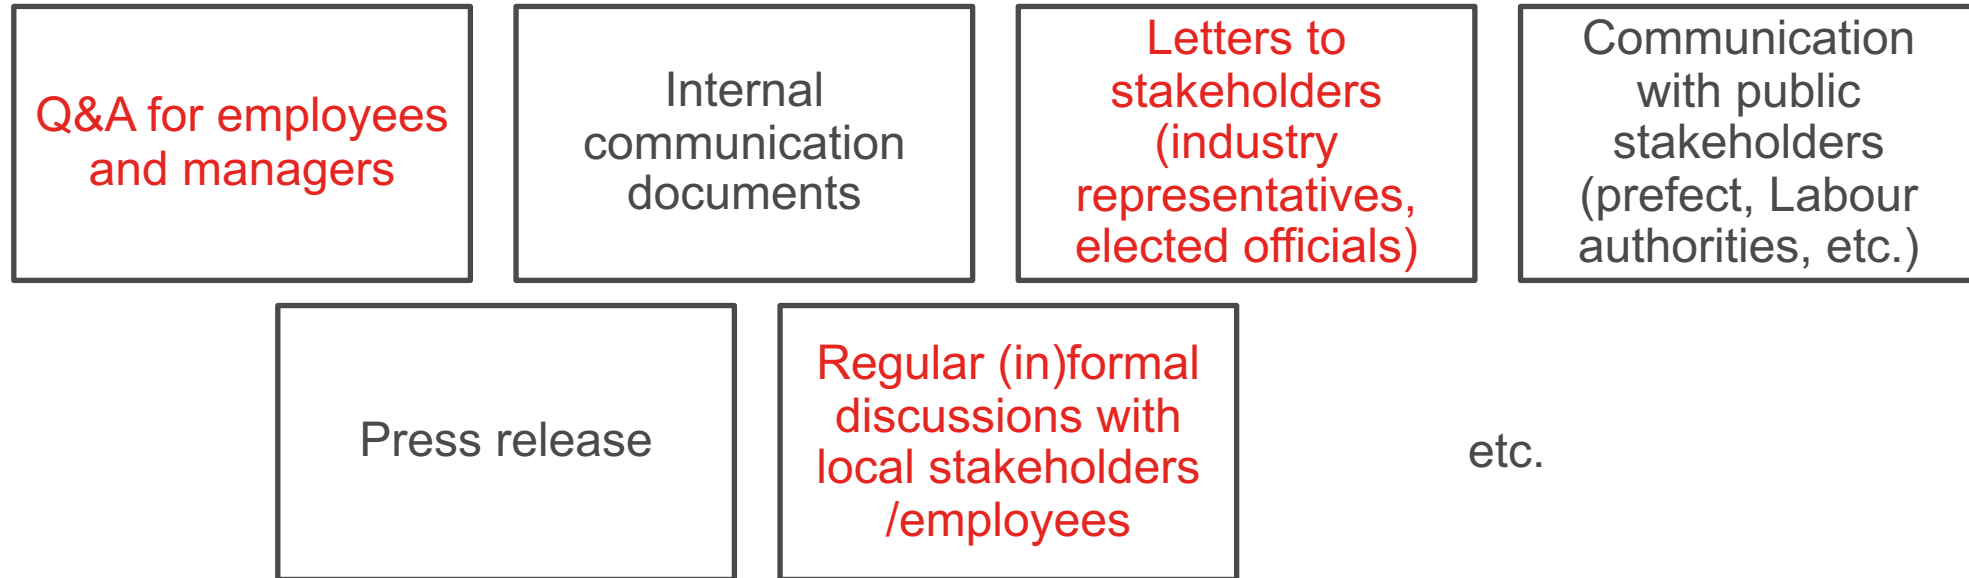 Q&A for employees
and managers
Internal
communication
documents
Letters to
stakeholders
(industry
representatives,
elected officials)
Communication
with public
stakeholders
(prefect, Labour
authorities, etc.)
Press release
Regular (in)formal
discussions with
local stakeholders
/employees
etc.